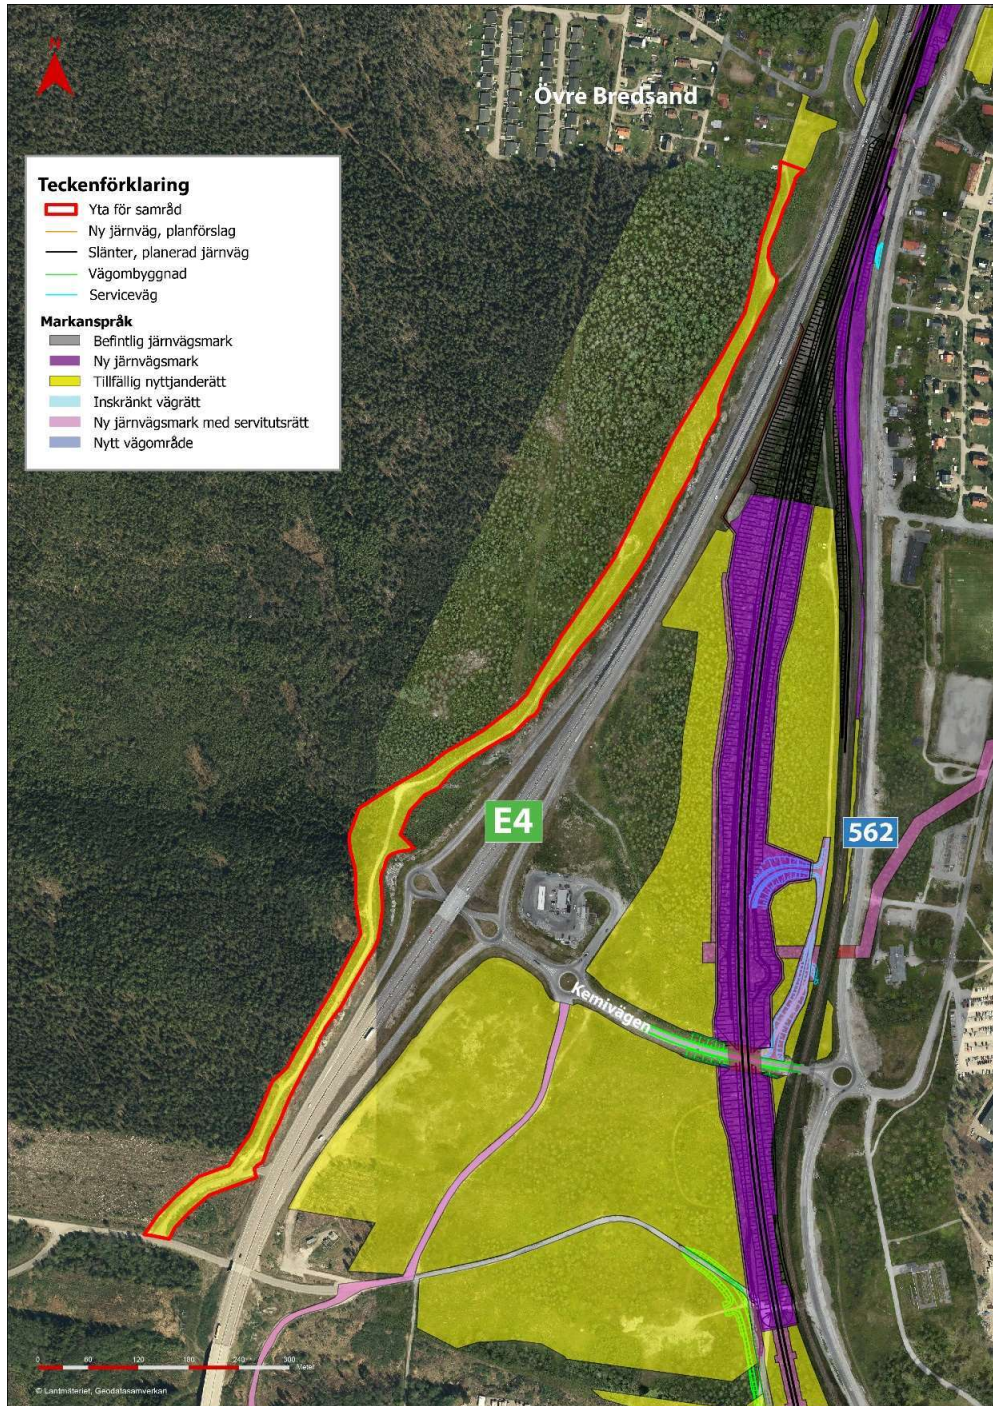 N
Övre Bredsand
Teckenförklaring
Yta för samråd
Ny järnväg, planförslag
Slänter, planerad järnväg
Vägombyggnad
Serviceväg
Markanspråk
Befintlig järnvägsmark
Ny järnvägsmark
Tillfällig nyttjanderätt
Inskränkt vägrätt
Ny järnvägsmark med servitutsrätt
Nytt vägområde
E4
562
Kemivägen
0 60 120 180 240 300
Meter
© Lantmäteriet, Geodatasamverkan